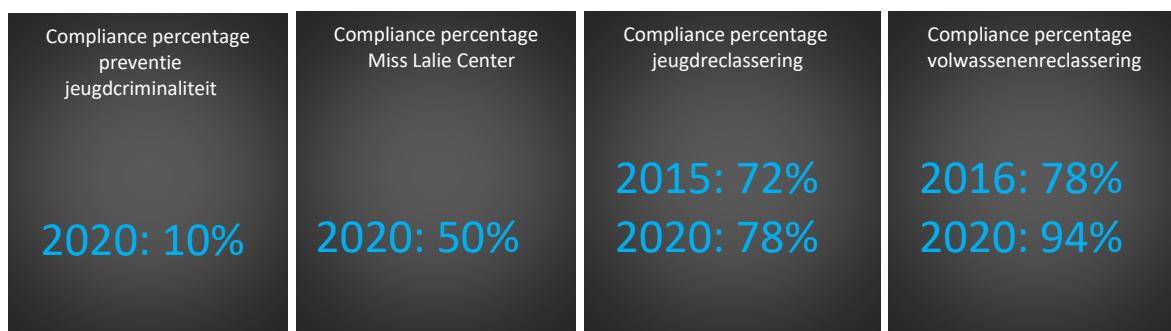 Compliance percentage
preventie
jeugdcriminaliteit
2020: 10%
Compliance percentage
Miss Lalie Center
2020: 50%
Compliance percentage
jeugdreclassering
2015: 72%
2020: 78%
Compliance percentage
volwassenenreclassering
2016: 78%
2020: 94%